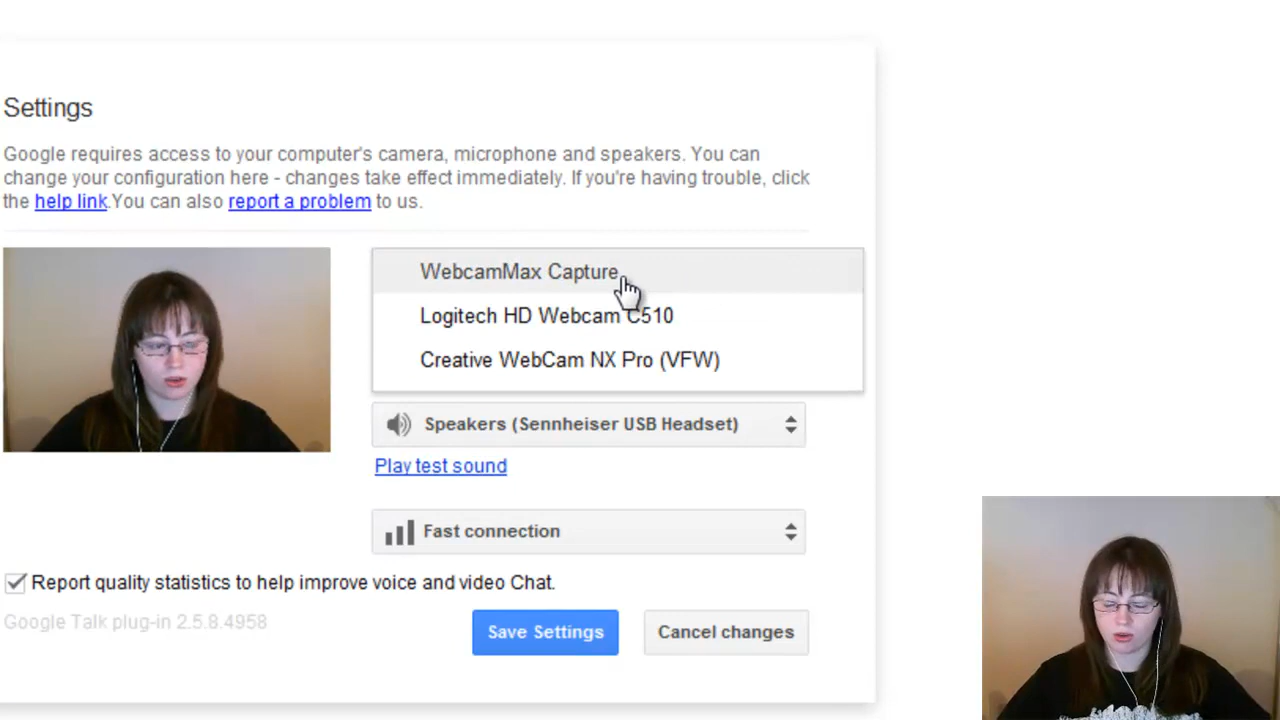 Settings
Google requires access to your computer's camera, microphone and speakers. You can
change your configuration here - changes take effect immediately. If you're having trouble, click
the help link.You can also report a problem to us.
WebcamMax Capture
Logitech HD Webcam C510
Creative WebCam NX Pro (VFW)
Speakers (Sennheiser USB Headset)
Play test sound
Fast connection
Report quality statistics to help improve voice and video Chat.
Google Talk plug-in 2.5.8.4958
Save Settings
Cancel changes